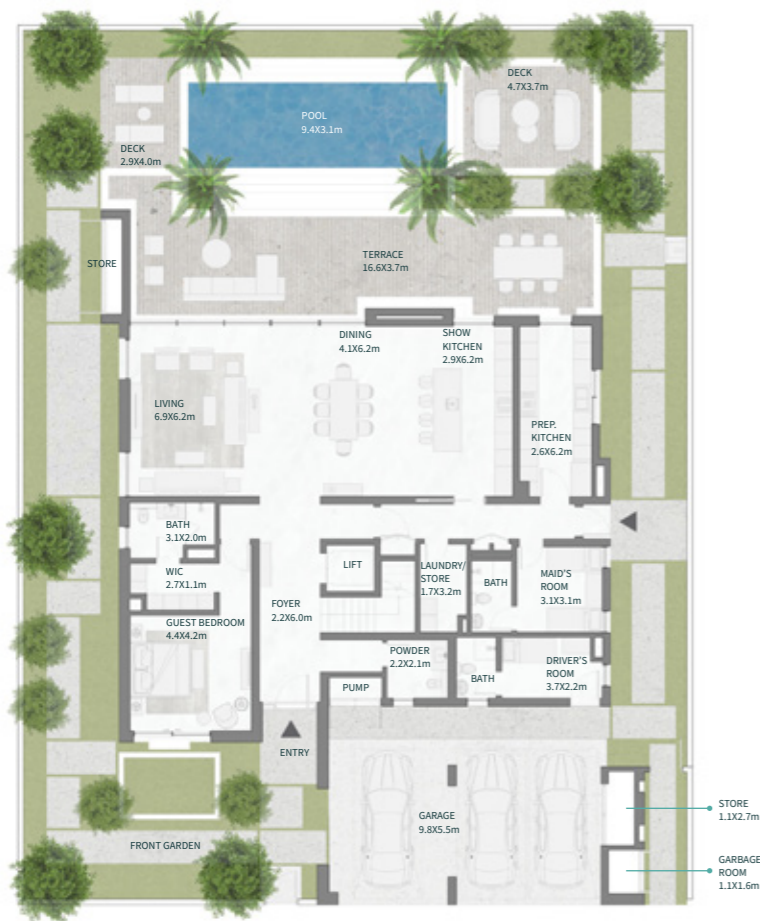 DECK
4.7X3.7m
POOL
9.4X3.1m
DECK
2.9X4.0m
STORE
TERRACE
16.6X3.7m
DINING
4.1X6.2m
SHOW
KITCHEN
2.9X6.2m
LIVING
6.9X6.2m
PREP.
KITCHEN
2.6X6.2m
BATH
3.1X2.0m
WIC
2.7X1.1m
LIFT
LAUNDRY/
STORE
1.7X3.2m
BATH
MAID'S
ROOM
3.1X3.1m
FOYER
2.2X6.0m
GUEST BEDROOM
4.4X4.2m
POWDER
2.2X2.1m
DRIVER'S
ROOM
3.7X2.2m
BATH
PUMP
ENTRY
GARAGE
9.8X5.5m
STORE
1.1X2.7m
FRONT GARDEN
GARBAGE
ROOM
1.1X1.6m